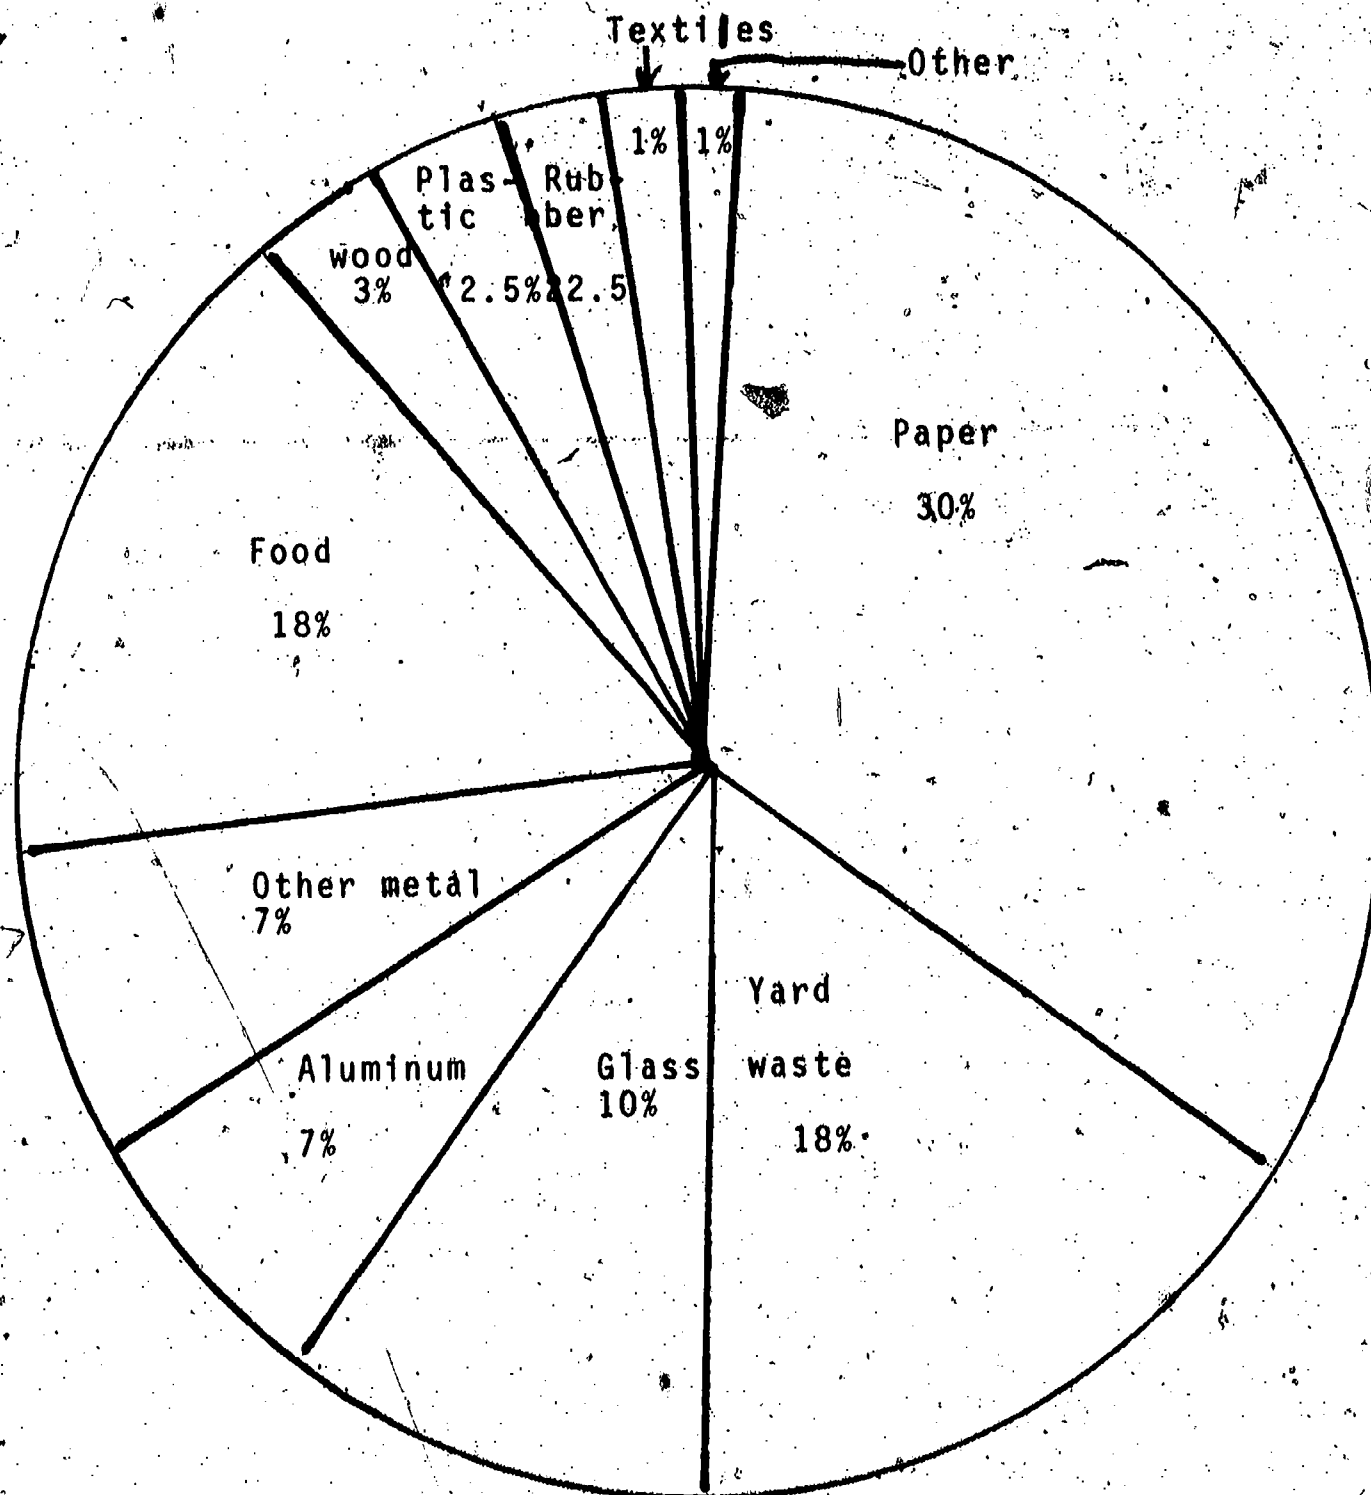 Textiles
Other
1% 1%
Plas- Rub-
tic ber
wood
3% 2.5% 2.5
Paper
30%
Food
18%
Other metal
7%
Yard
Aluminum Glass waste
10%
7% 18%